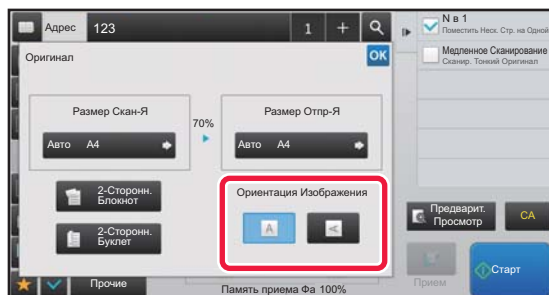 Адрес 123 1 +
Оригинал OK
Размер Скан-Я
70%
Размер Отпр-Я
Авто A4
Авто A4
2-Сторонн.
Блокнот
2-Сторонн.
Буклет
Ориентация Изображения
A
A
Прочие
Память приема Фа 100%
N в 1
Поместить Неск. Стр. на Одной
Медленное Сканирование
Сканир. Тонкий Оригинал
Предварит.
Просмотр
CA
Прием
Старт